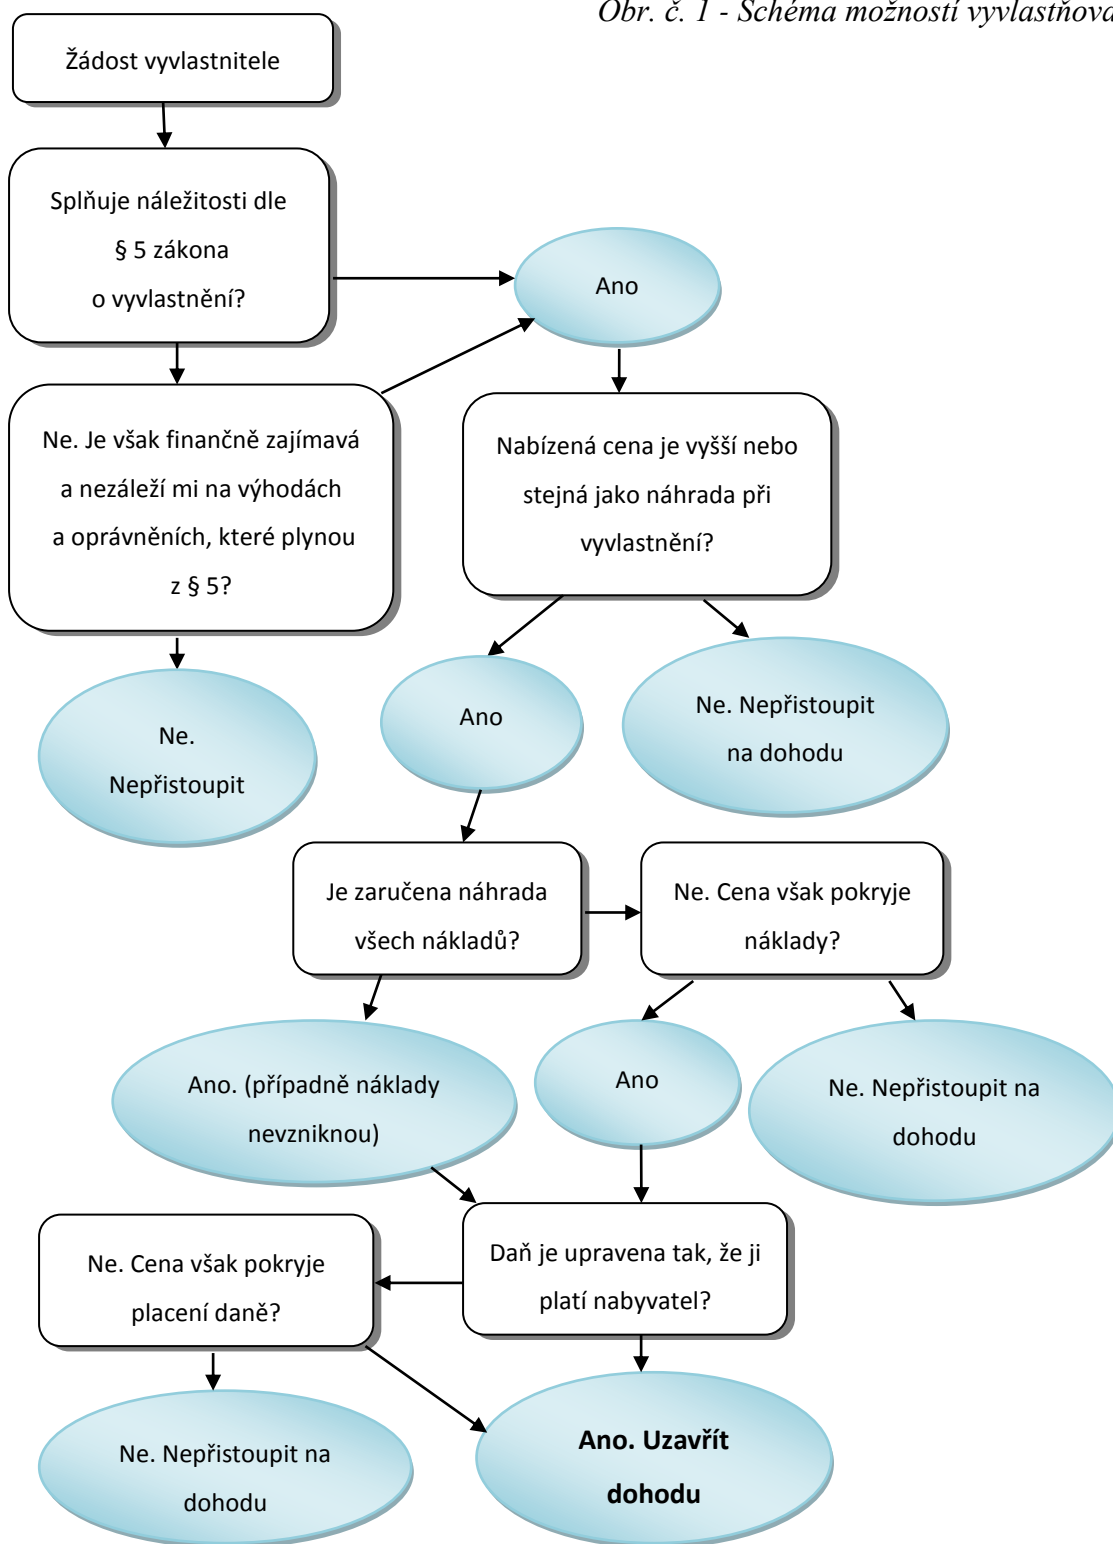 Obr. č. 1 - Schéma možností
Žádost vyvlastnitele
Splňuje náležitosti dle
§ 5 zákona
o vyvlastnění?
Ano
Ne. Je však finančně zajímavá
a nezáleží mi na výhodách
a oprávněních, které plynou
z § 5?
Nabízená cena je vyšší nebo
stejná jako náhrada při
vyvlastnění?
Ne.
Nepřistoupit
Ano
Ne. Nepřistoupit
na dohodu
Je zaručena náhrada
všech nákladů?
Ne. Cena však pokryje
náklady?
Ano. (případně náklady
nevzniknou)
Ano
Ne. Nepřistoupit na
dohodu
Daň je upravena tak, že ji
platí nabyvatel?
Ne. Cena však pokryje
placení daně?
Ne. Nepřistoupit na
dohodu
Ano. Uzavřít
dohodu